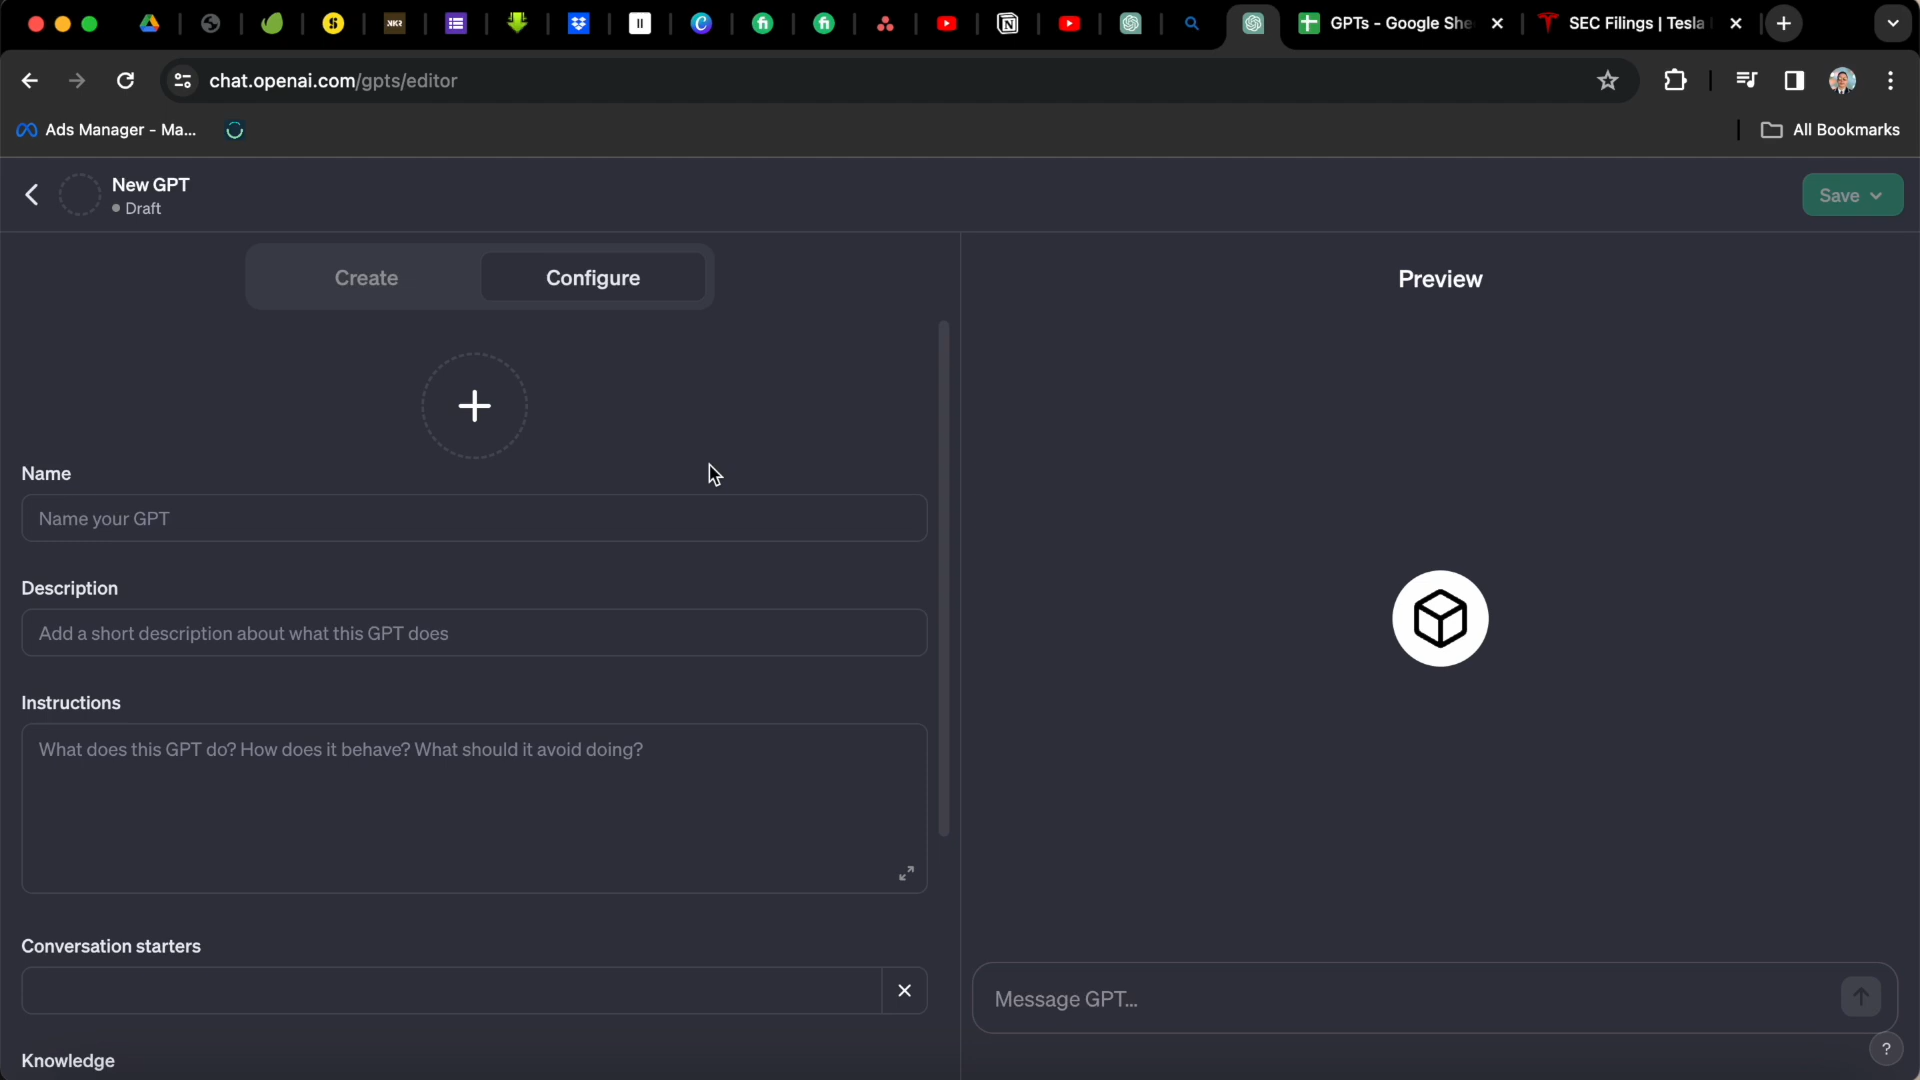 GPTs - Google She
SEC Filings | Tesla
chat.openai.com/gpts/editor
Ads Manager - Ma...
All Bookmarks
New GPT
Draft
Save
Create
Configure
Preview
Name
Name your GPT
Description
Add a short description about what this GPT does
Instructions
What does this GPT do? How does it behave? What should it avoid doing?
Conversation starters
Message GPT...
Knowledge
?